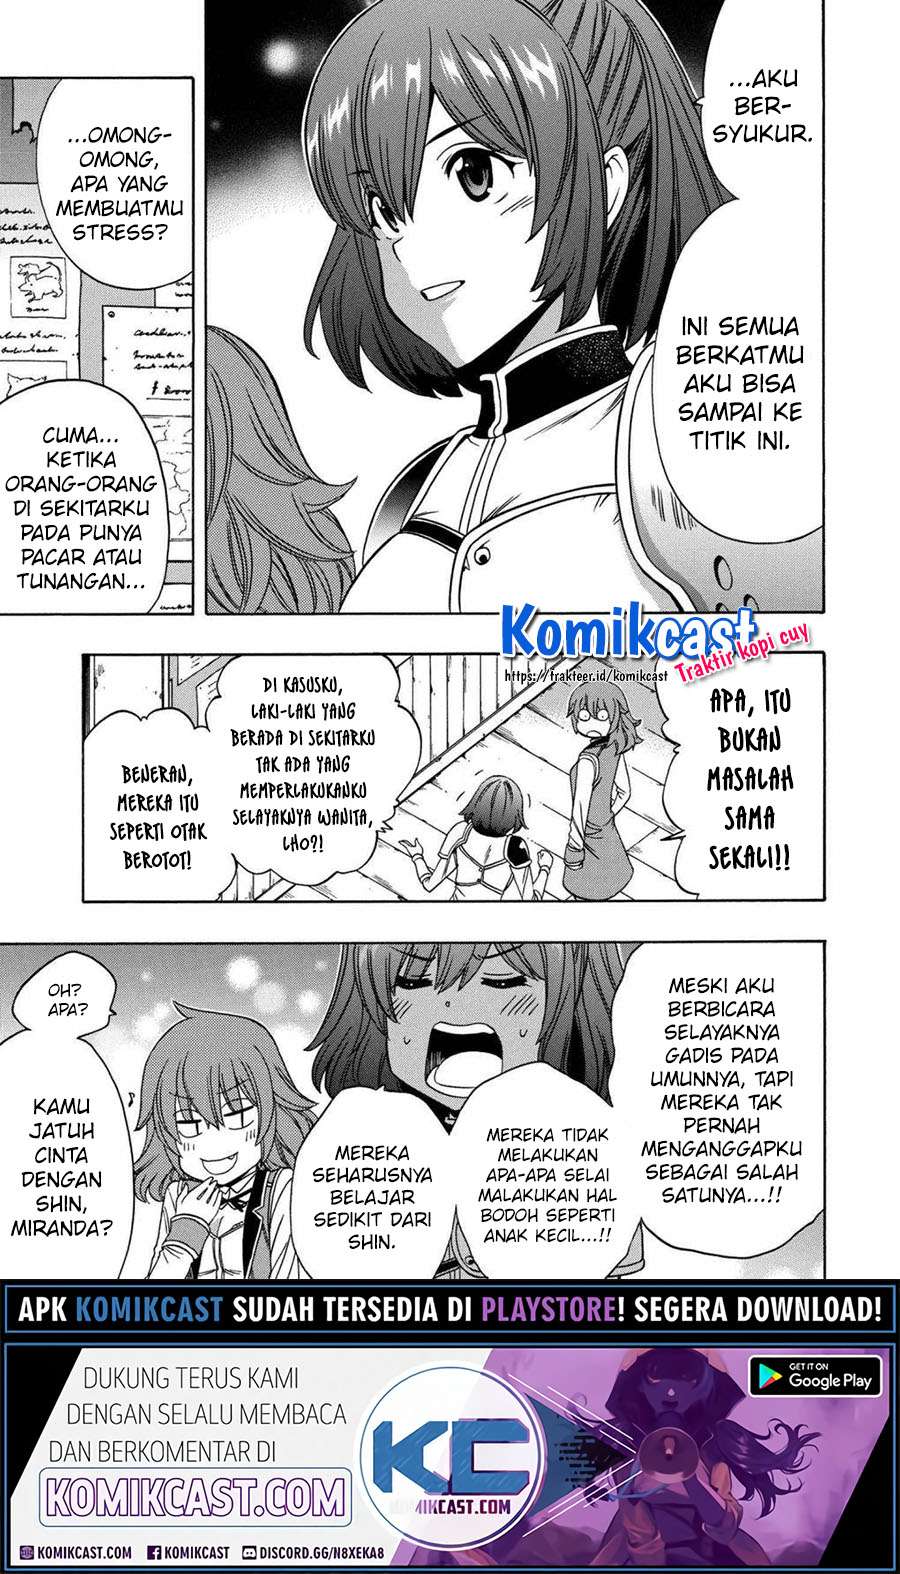 ...AKU
BER-
SYUKUR.
INI SEMUA
BERKATMU
AKU BISA
SAMPAI KE
TITIK INI.
...OMONG-
OMONG,
APA YANG
MEMBUATMU
STRESS?
CUMA...
KETIKA
ORANG-ORANG
DI SEKITARKU
PADA PUNYA
PACAR ATAU
TUNANGAN...
Komikcast
Traktir kopi cuy
https://trakteer.id/komikcast
APA, ITU
BUKAN
MASALAH
SAMA
SEKALI!!
DI KASUSKU,
LAKI-LAKI YANG
BERADA DI SEKITARKU
TAK ADA YANG
MEMPERLAKUKANKU
SELAYAKNYA WANITA,
LHO?!
BENERAN,
MEREKA ITU
SEPERTI OTAK
BEROTOT!
MESKI AKU
BERBICARA
SELAYAKNYA
GADIS PADA
UMUNNYA, TAPI
MEREKA TAK
PERNAH
MENGANGGAPKU
SEBAGAI SALAH
SATUNYA...!!
MEREKA TIDAK
MELAKUKAN
APA-APA SELAI
MALAKUKAN HAL
BODOH SEPERTI
ANAK KECIL...!!
MEREKA
SEHARUSNYA
BELAJAR
SEDIKIT DARI
SHIN.
OH?
APA?
KAMU
JATUH
CINTA
DENGAN
SHIN,
MIRANDA?
APK KOMIKCAST SUDAH TERSEDIA DI PLAYSTORE! SEGERA DOWNLOAD!
DUKUNG TERUS KAMI
DENGAN SELALU MEMBACA
DAN BERKOMENTAR DI
KOMIKCAST.COM
KOMIKCAST.COM KOMIKCAST DISCORD.GG/N8XEKA8
KC
KOMIKCAST.COM
GET IT ON
Google Play